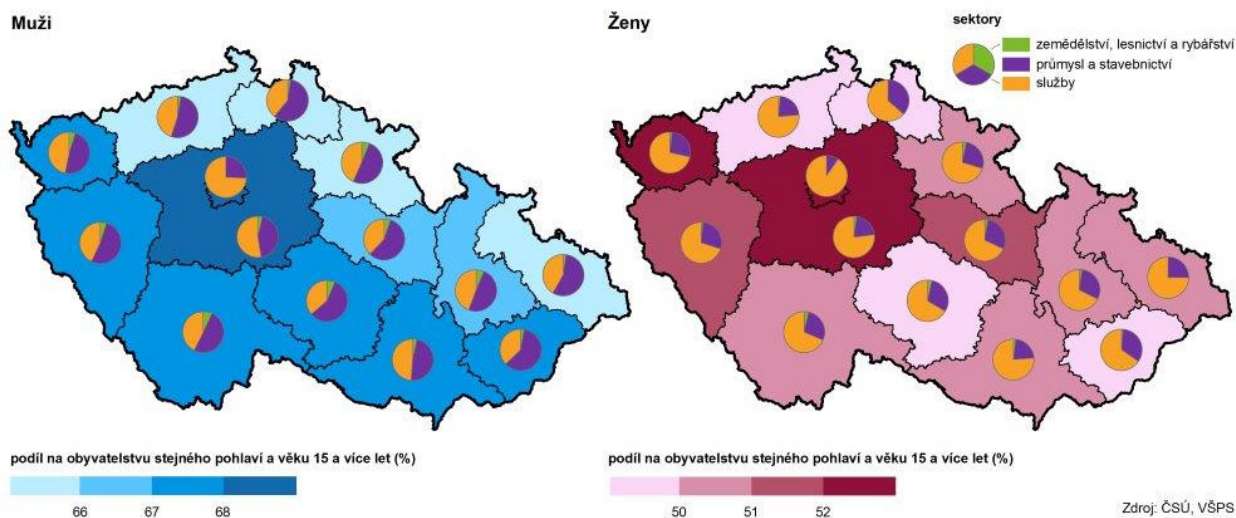 Muži
Ženy
sektory
zemědělství, lesnictví a rybářství
průmysl a stavebnictví
služby
podíl na obyvatelstvu stejného pohlaví a věku 15 a více let (%)
66 67 68
podíl na obyvatelstvu stejného pohlaví a věku 15 a více let (%)
50 51 52
Zdroj: ČSÚ, VŠPS